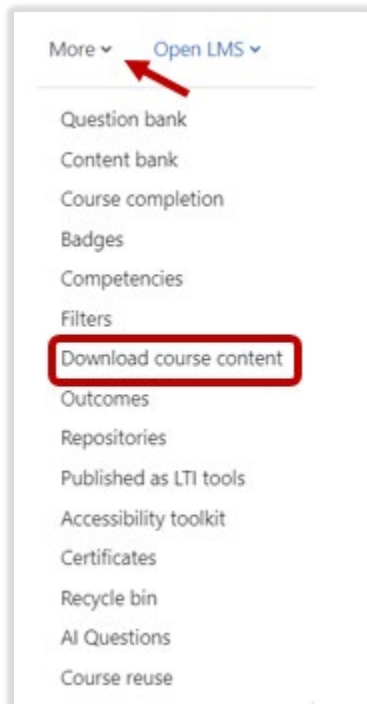 More Open LMS
Question bank
Content bank
Course completion
Badges
Competencies
Filters
Download course content
Outcomes
Repositories
Published as LTI tools
Accessibility toolkit
Certificates
Recycle bin
AI Questions
Course reuse